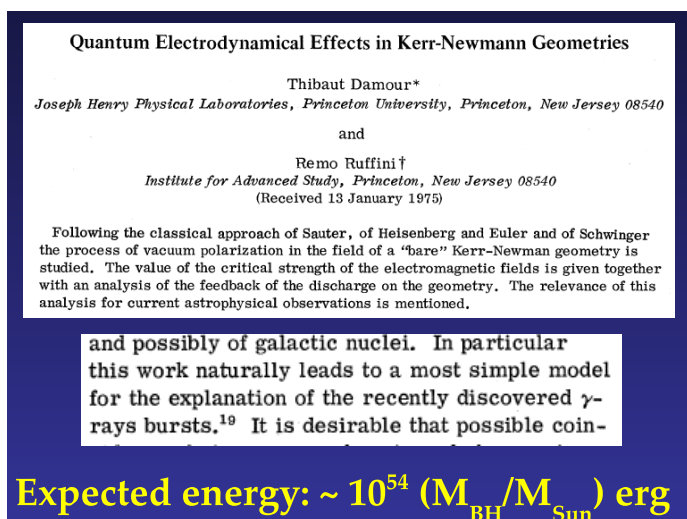 Quantum Electrodynamical Effects in Kerr-Newmann Geometries
Thibaut Damour*
Joseph Henry Physical Laboratories, Princeton University, Princeton, New Jersey 08540
and
Remo Ruffini†
Institute for Advanced Study, Princeton, New Jersey 08540
(Received 13 January 1975)
Following the classical approach of Sauter, of Heisenberg and Euler and of Schwinger
the process of vacuum polarization in the field of a "bare" Kerr-Newman geometry is
studied. The value of the critical strength of the electromagnetic fields is given together
with an analysis of the feedback of the discharge on the geometry. The relevance of this
analysis for current astrophysical observations is mentioned.
and possibly of galactic nuclei. In particular
this work naturally leads to a most simple model
for the explanation of the recently discovered γ-
rays bursts.¹⁹ It is desirable that possible coin-
Expected energy: ~ 10⁵⁴ (M_BH/M_Sun) erg